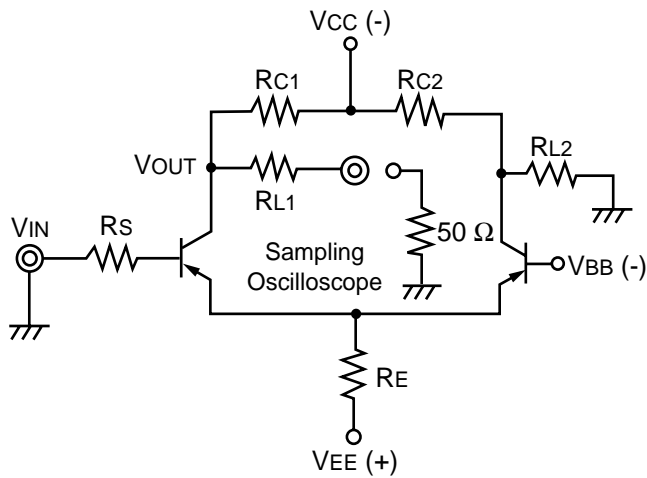 VCC (-)
RC1
RC2
VOUT
RL1
RL2
VIN
RS
50 Ω
Sampling
Oscilloscope
VBB (-)
RE
VEE (+)